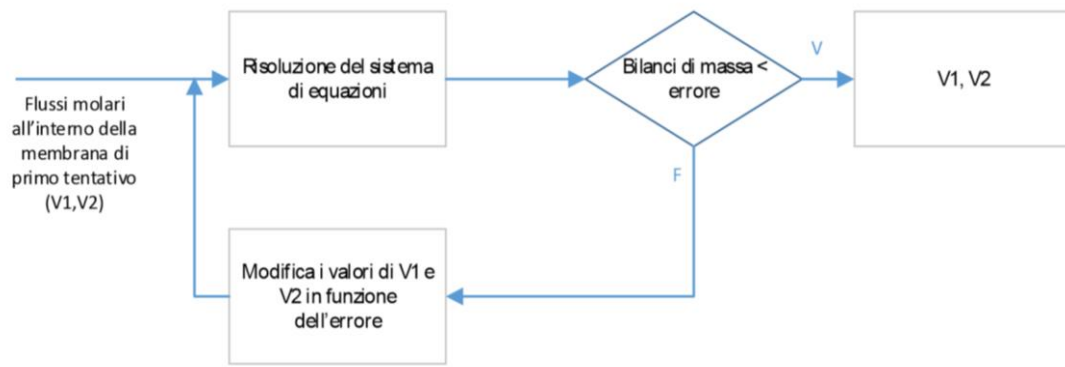 Risoluzione del sistema
di equazioni
Bilanci di massa <
errore
V
V1, V2
Flussi molari
all'interno della
membrana di
primo tentativo
(V1,V2)
F
Modifica i valori di V1 e
V2 in funzione
dell'errore